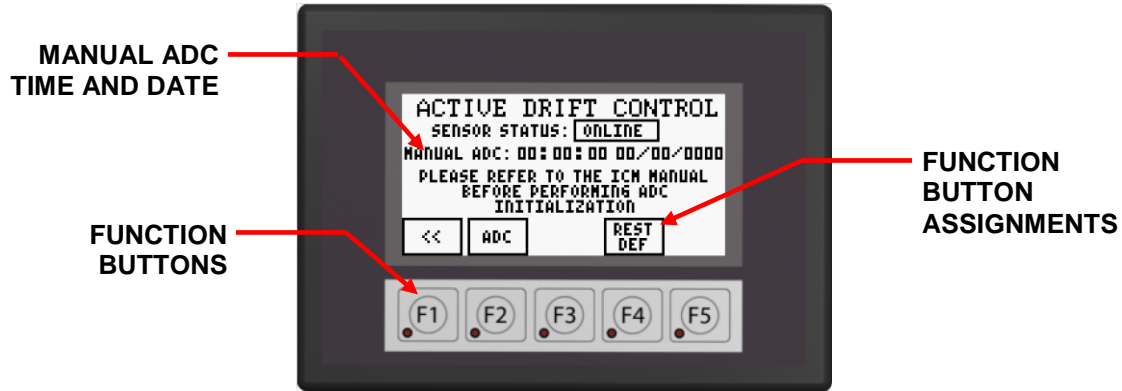 MANUAL ADC
TIME AND DATE
ACTIVE DRIFT CONTROL
SENSOR STATUS: ONLINE
MANUAL ADC: 00:00:00 00/00/0000
PLEASE REFER TO THE ICM MANUAL
BEFORE PERFORMING ADC
INITIALIZATION
<< ADC REST
DEF
FUNCTION
BUTTON
ASSIGNMENTS
FUNCTION
BUTTONS
F1 F2 F3 F4 F5